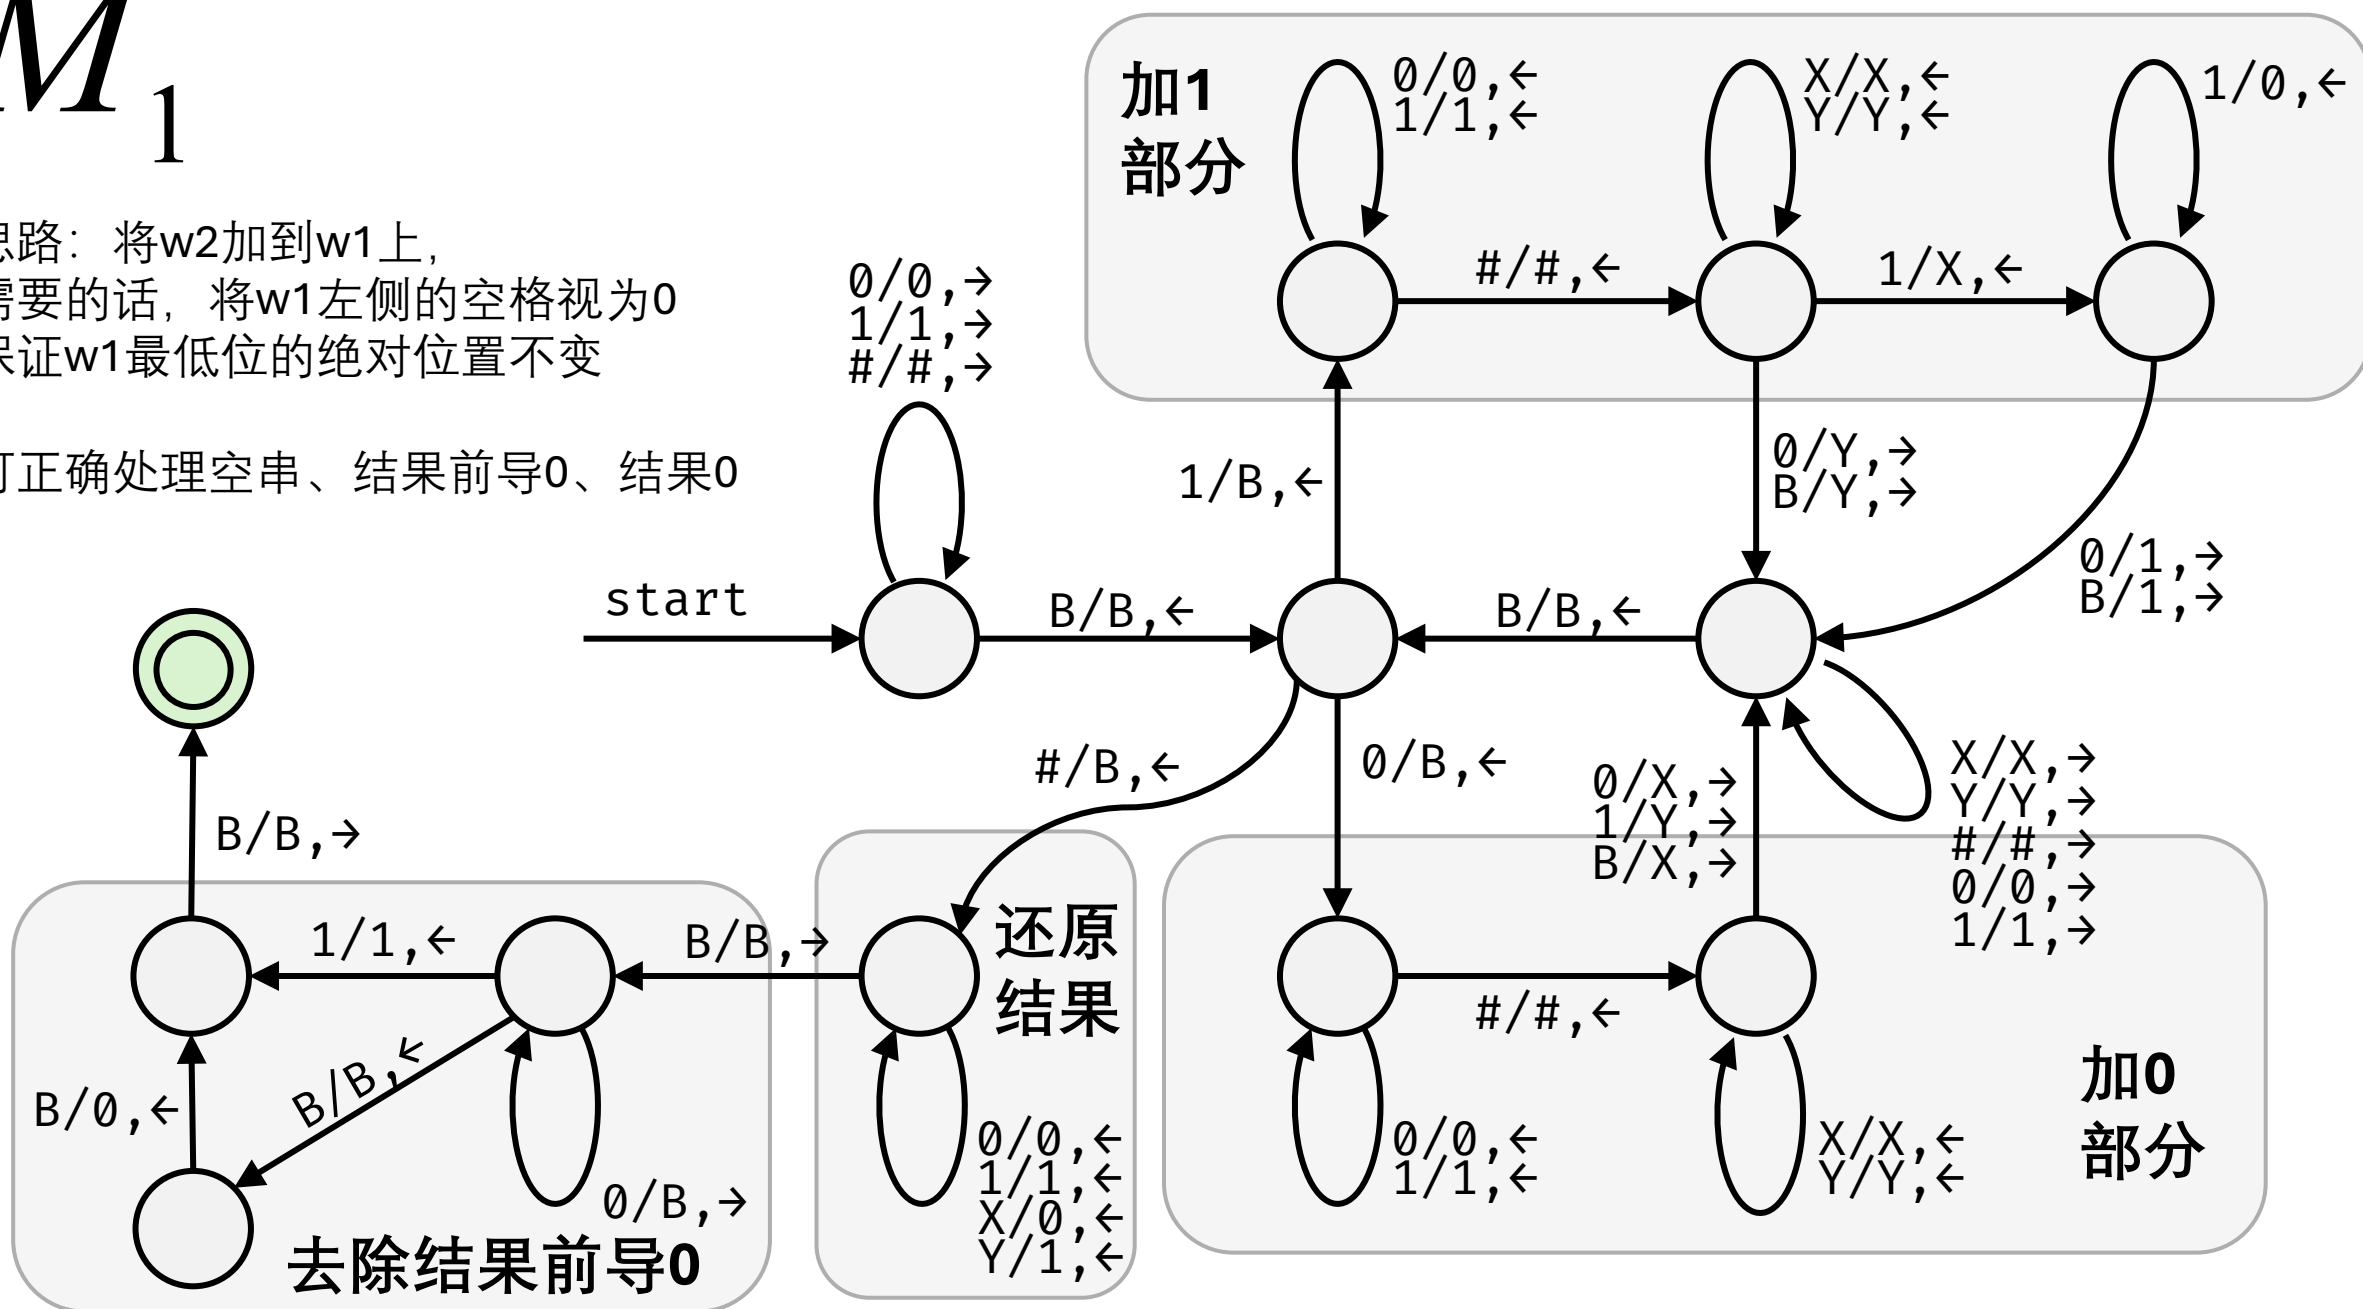 M1
思路：将w2加到w1上，
需要的话，将w1左侧的空格视为0
保证w1最低位的绝对位置不变
可正确处理空串、结果前导0、结果0
加1
部分
0/0,←
1/1,←
X/X,←
Y/Y,←
1/0,←
#/#,←
1/X,←
0/0,→
1/1,→
#/#,→
1/B,←
0/Y,→
B/Y,→
0/1,→
B/1,→
start
B/B,←
B/B,←
#/B,←
0/B,←
0/X,→
1/Y,→
B/X,→
X/X,→
Y/Y,→
#/#,→
0/0,→
1/1,→
B/B,→
1/1,←
B/B,→
还原
结果
#/#,←
B/0,←
B/B,←
0/B,→
去除结果前导0
0/0,←
1/1,←
X/0,←
Y/1,←
0/0,←
1/1,←
X/X,←
Y/Y,←
加0
部分